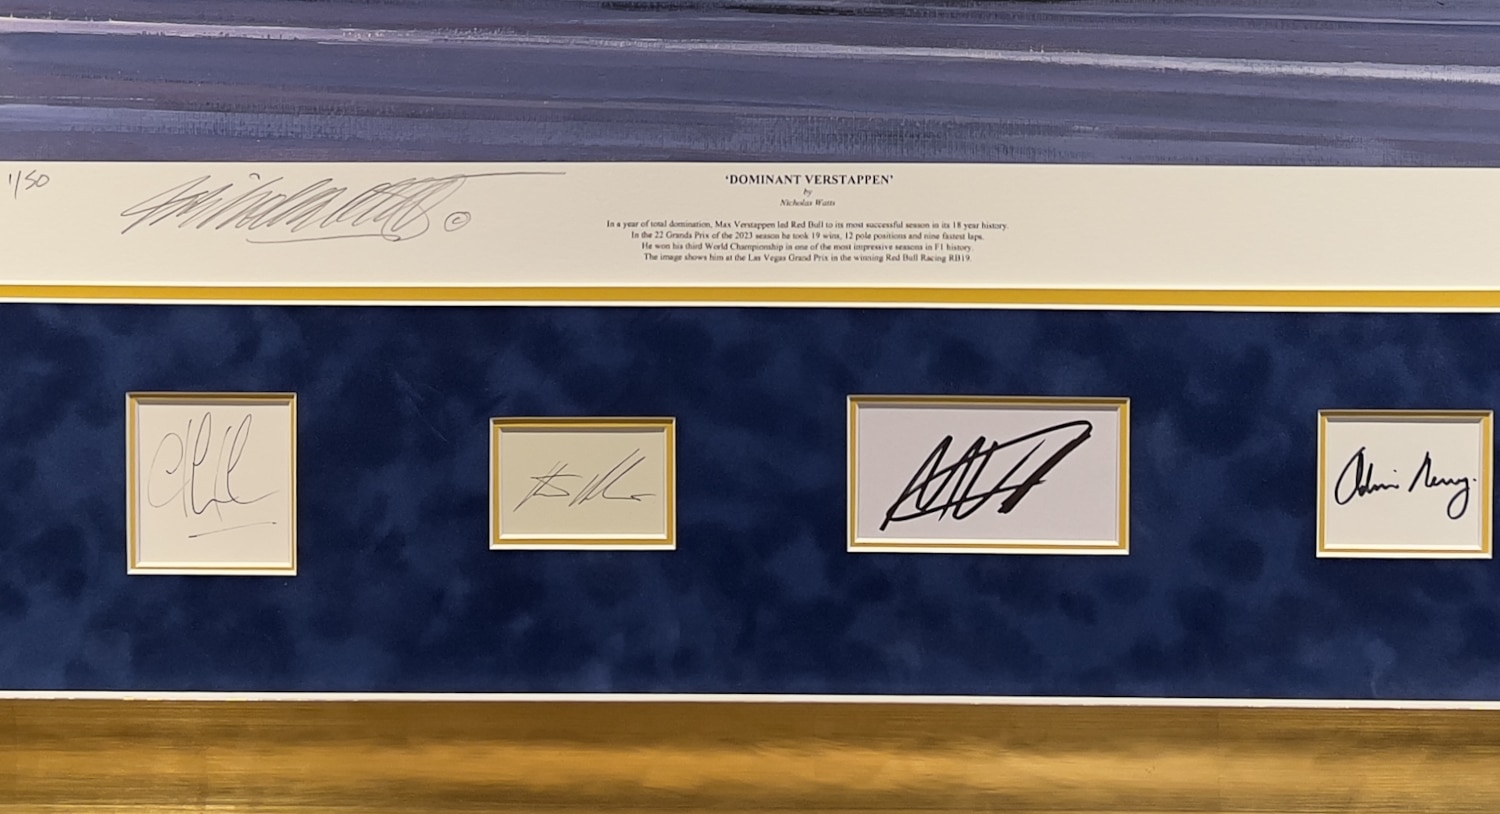 1/50
Nicholas Watts ©
'DOMINANT VERSTAPPEN'
by
Nicholas Watts
In a year of total domination, Max Verstappen led Red Bull to its most successful season in its 18 year history.
In the 22 Grands Prix of the 2023 season he took 19 wins, 12 pole positions and nine fastest laps.
He won his third World Championship in one of the most impressive seasons in F1 history.
The image shows him at the Las Vegas Grand Prix in the winning Red Bull Racing RB19.